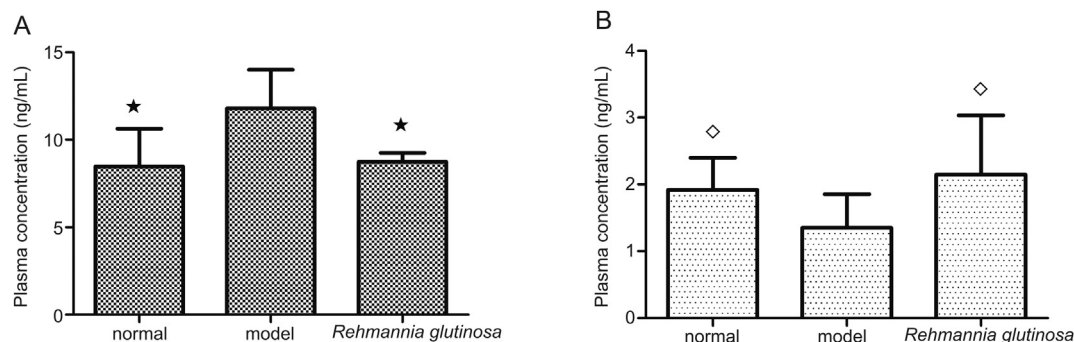 A
Plasma concentration (ng/mL)
15
10
5
0
normal
model
Rehmannia glutinosa
B
Plasma concentration (ng/mL)
4
3
2
1
0
normal
model
Rehmannia glutinosa